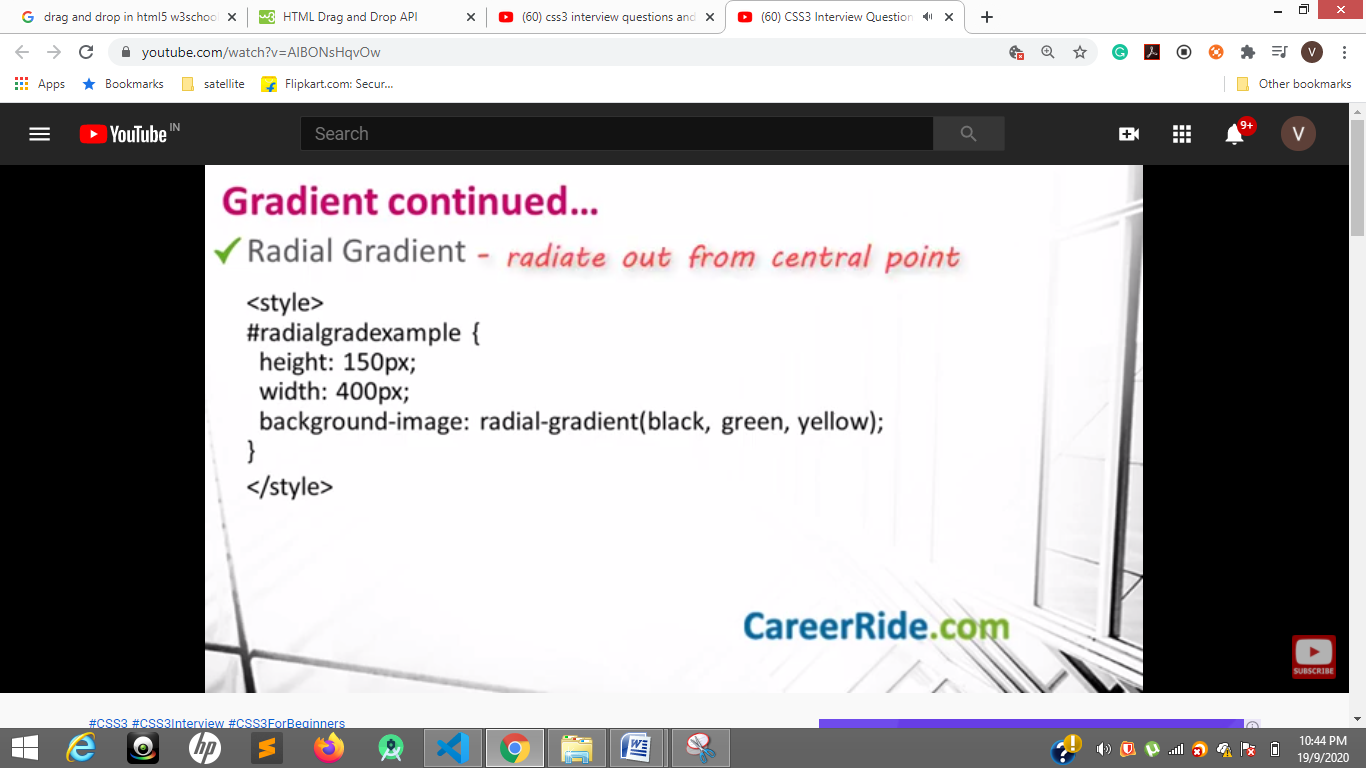 drag and drop in html5 w3school
HTML Drag and Drop API
(60) css3 interview questions and
(60) CSS3 Interview Question
youtube.com/watch?v=AIBONsHqvOw
V
Apps
Bookmarks
satellite
Flipkart.com: Secur...
Other bookmarks
YouTube IN
Search
9+
V
Gradient continued...
Radial Gradient - radiate out from central point
<style>
#radialgradexample {
height: 150px;
width: 400px;
background-image: radial-gradient(black, green, yellow);
}
</style>
CareerRide.com
SUBSCRIBE
#CSS3 #CSS3Interview #CSS3ForBeginners
10:44 PM
19/9/2020